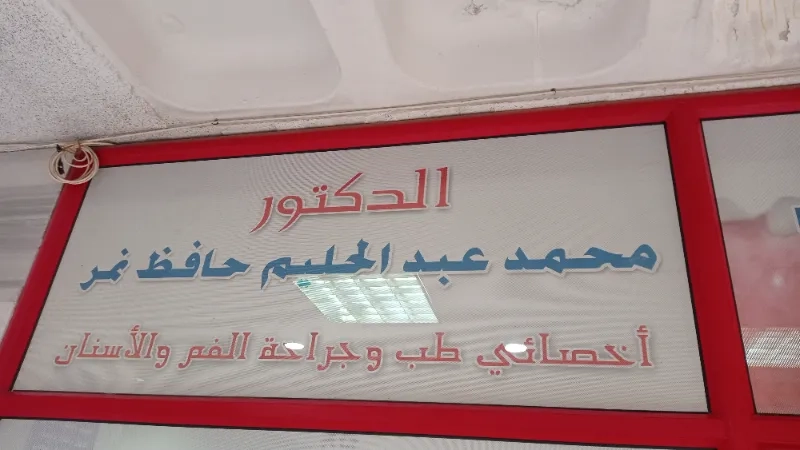 الدكتور
محمد عبد الحليم حافظ نمر
أخصائي طب وجراحة الفم والأسنان